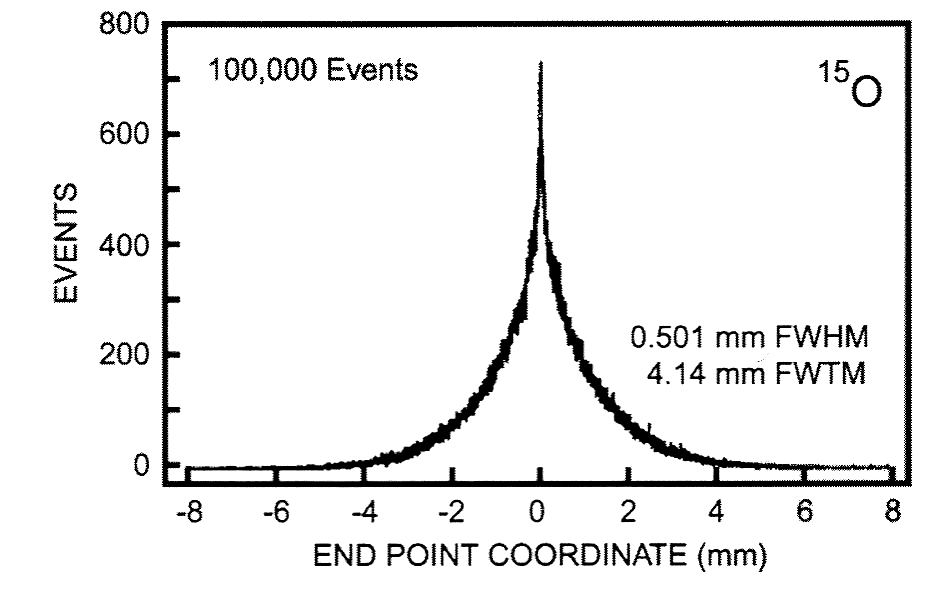 800
100,000 Events
15O
600
EVENTS
400
0.501 mm FWHM
200
4.14 mm FWTM
0
-8 -6 -4 -2 0 2 4 6 8
END POINT COORDINATE (mm)